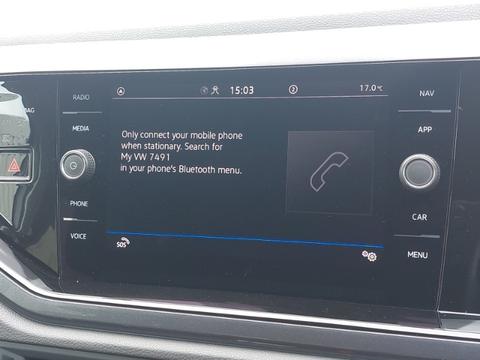 RADIO
MEDIA
PHONE
VOICE
15:03
2
17.0°C
Only connect your mobile phone
when stationary. Search for
My VW 7491
in your phone's Bluetooth menu.
SOS
NAV
APP
CAR
MENU